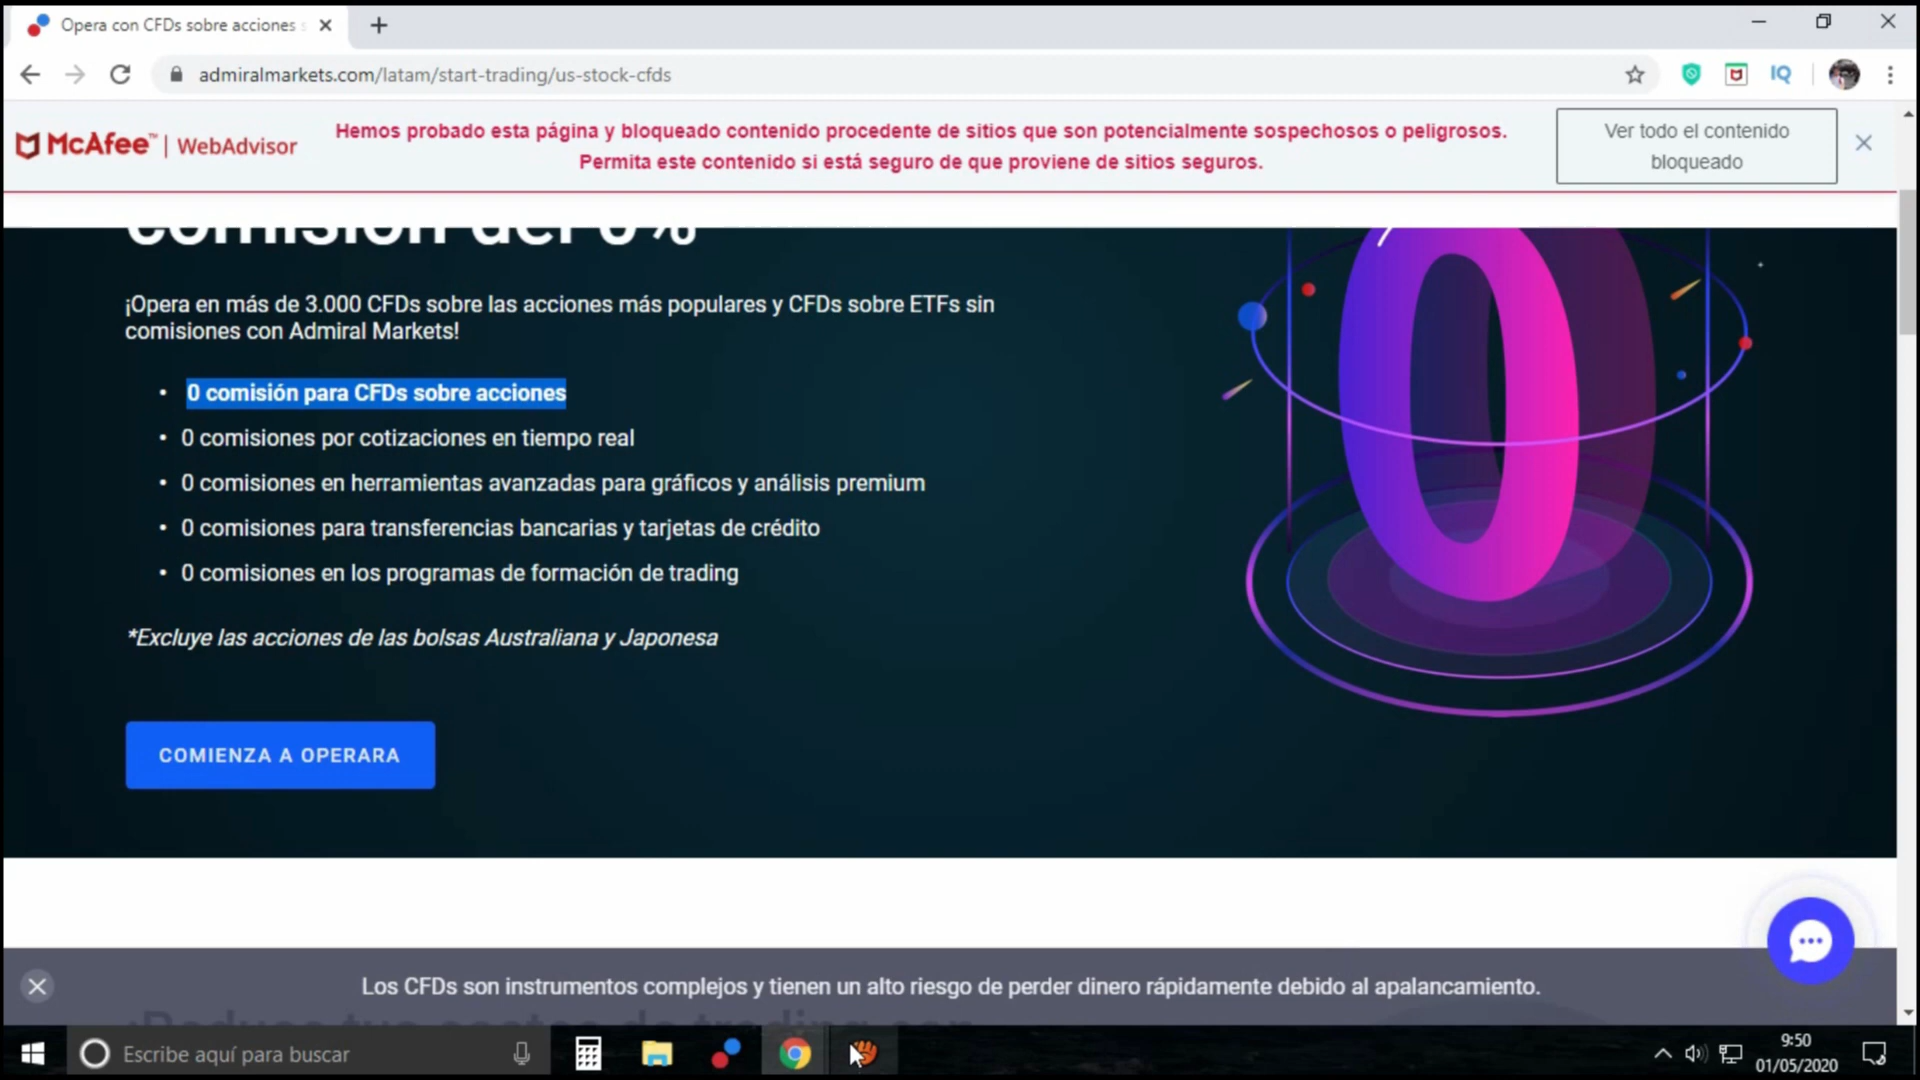 Opera con CFDs sobre acciones
admiralmarkets.com/latam/start-trading/us-stock-cfds
IQ
McAfee™ | WebAdvisor
Hemos probado esta página y bloqueado contenido procedente de sitios que son potencialmente sospechosos o peligrosos.
Permita este contenido si está seguro de que proviene de sitios seguros.
Ver todo el contenido
bloqueado
comisión del 0%
¡Opera en más de 3.000 CFDs sobre las acciones más populares y CFDs sobre ETFs sin
comisiones con Admiral Markets!
• 0 comisión para CFDs sobre acciones
• 0 comisiones por cotizaciones en tiempo real
• 0 comisiones en herramientas avanzadas para gráficos y análisis premium
• 0 comisiones para transferencias bancarias y tarjetas de crédito
• 0 comisiones en los programas de formación de trading
*Excluye las acciones de las bolsas Australiana y Japonesa
COMIENZA A OPERARA
0
Los CFDs son instrumentos complejos y tienen un alto riesgo de perder dinero rápidamente debido al apalancamiento.
Escribe aquí para buscar
9:50
01/05/2020